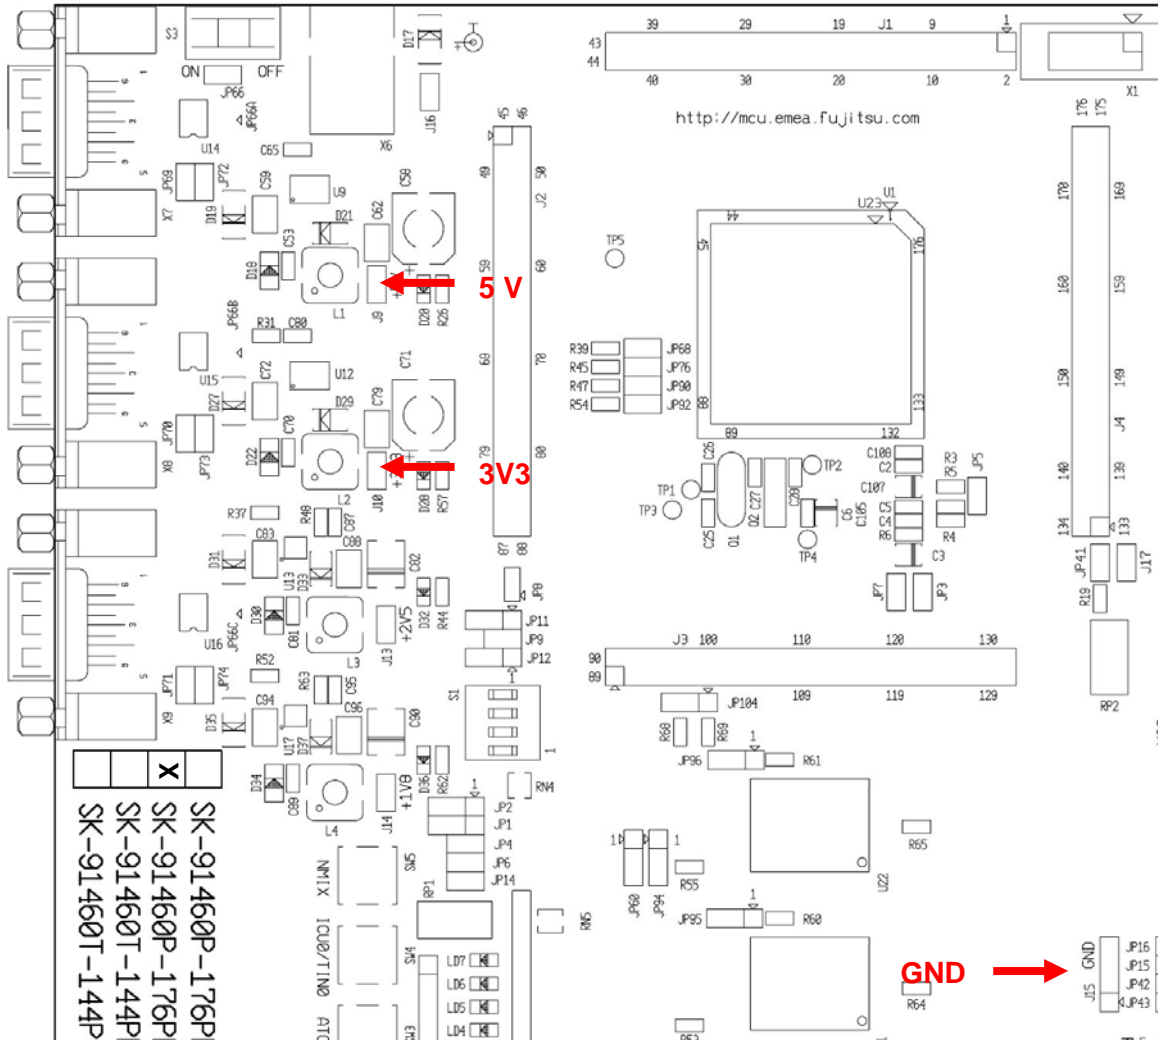 S3
ON
OFF
JP66
JP66A
U14
JP69
JP72
X7
D19
C59
C65
X6
D17
J16
U9
D21
C62
C58
C53
D18
L1
J9
5 V
D20
R26
R31
C80
JP66B
U15
C72
D27
U12
D29
C79
C71
JP70
JP73
X8
D22
C70
L2
J10
3V3
D28
R57
R37
R48
C87
C83
D31
U13
D33
C88
C82
D30
C81
L3
J13
+2V5
D32
R44
U16
JP66C
JP71
JP74
X9
R52
R63
C95
C94
D35
U17
D37
C96
C90
D34
C89
L4
J14
+1V8
D36
R62
45 46
49 50
J2
59 60
69 70
79 80
87 88
JP8
JP11
JP9
JP12
S1
1
1
RN4
1
JP2
JP1
JP4
JP6
JP14
RP1
RN5
SW5
NMIX
SW4
ICU0/TIN0
SW3
LD7
LD6
LD5
LD4
39 29 19 J1 9 1
43
44
40 30 20 10 2
X1
http://mcu.emea.fujitsu.com
176 175
170 169
160 159
150 149
J4
140 139
134 133
TP5
U1
U23
44
45
176
88
133
89
132
R39
R45
R47
R54
JP68
JP76
JP90
JP92
C26
TP1
TP3
C25
Q1
Q2
C27
C28
TP2
TP4
C6
C105
C108
C2
C107
C5
C4
R6
C3
R3
R5
JP5
R4
JP7
JP3
JP41
J17
R19
RP2
J3 100 110 120 130
90
89
109 119 129
JP104
R68
R69
JP96
1
R61
R65
U22
1
1
JP60
JP94
R55
JP95
1
R60
R64
GND
GND
J15
JP16
JP15
JP42
JP43
X
SK-91460T-144P
SK-91460T-144P
SK-91460P-176P
SK-91460P-176P